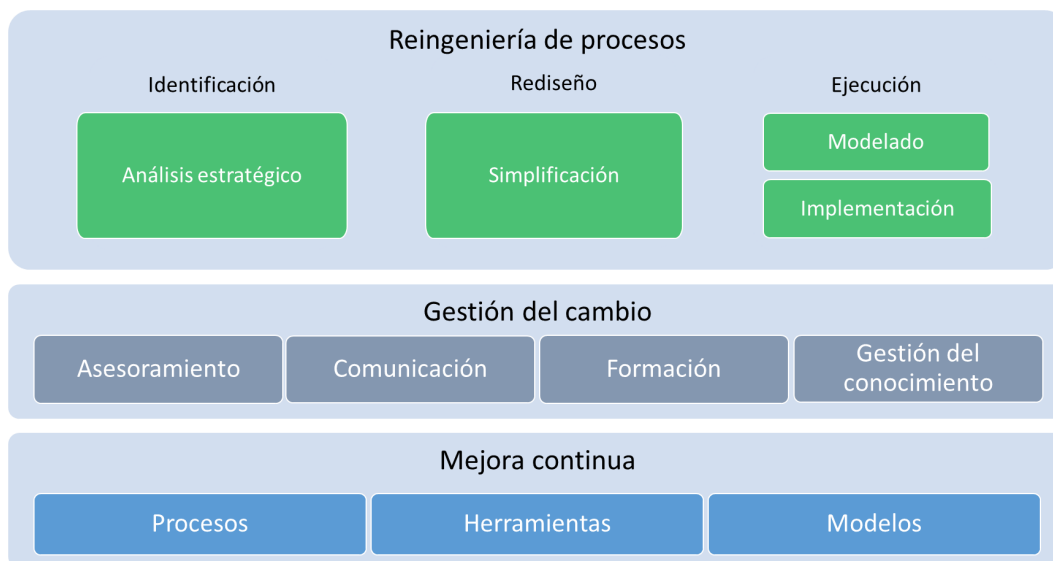 Reingeniería de procesos
Identificación
Rediseño
Ejecución
Análisis estratégico
Simplificación
Modelado
Implementación
Gestión del cambio
Asesoramiento
Comunicación
Formación
Gestión del
conocimiento
Mejora continua
Procesos
Herramientas
Modelos